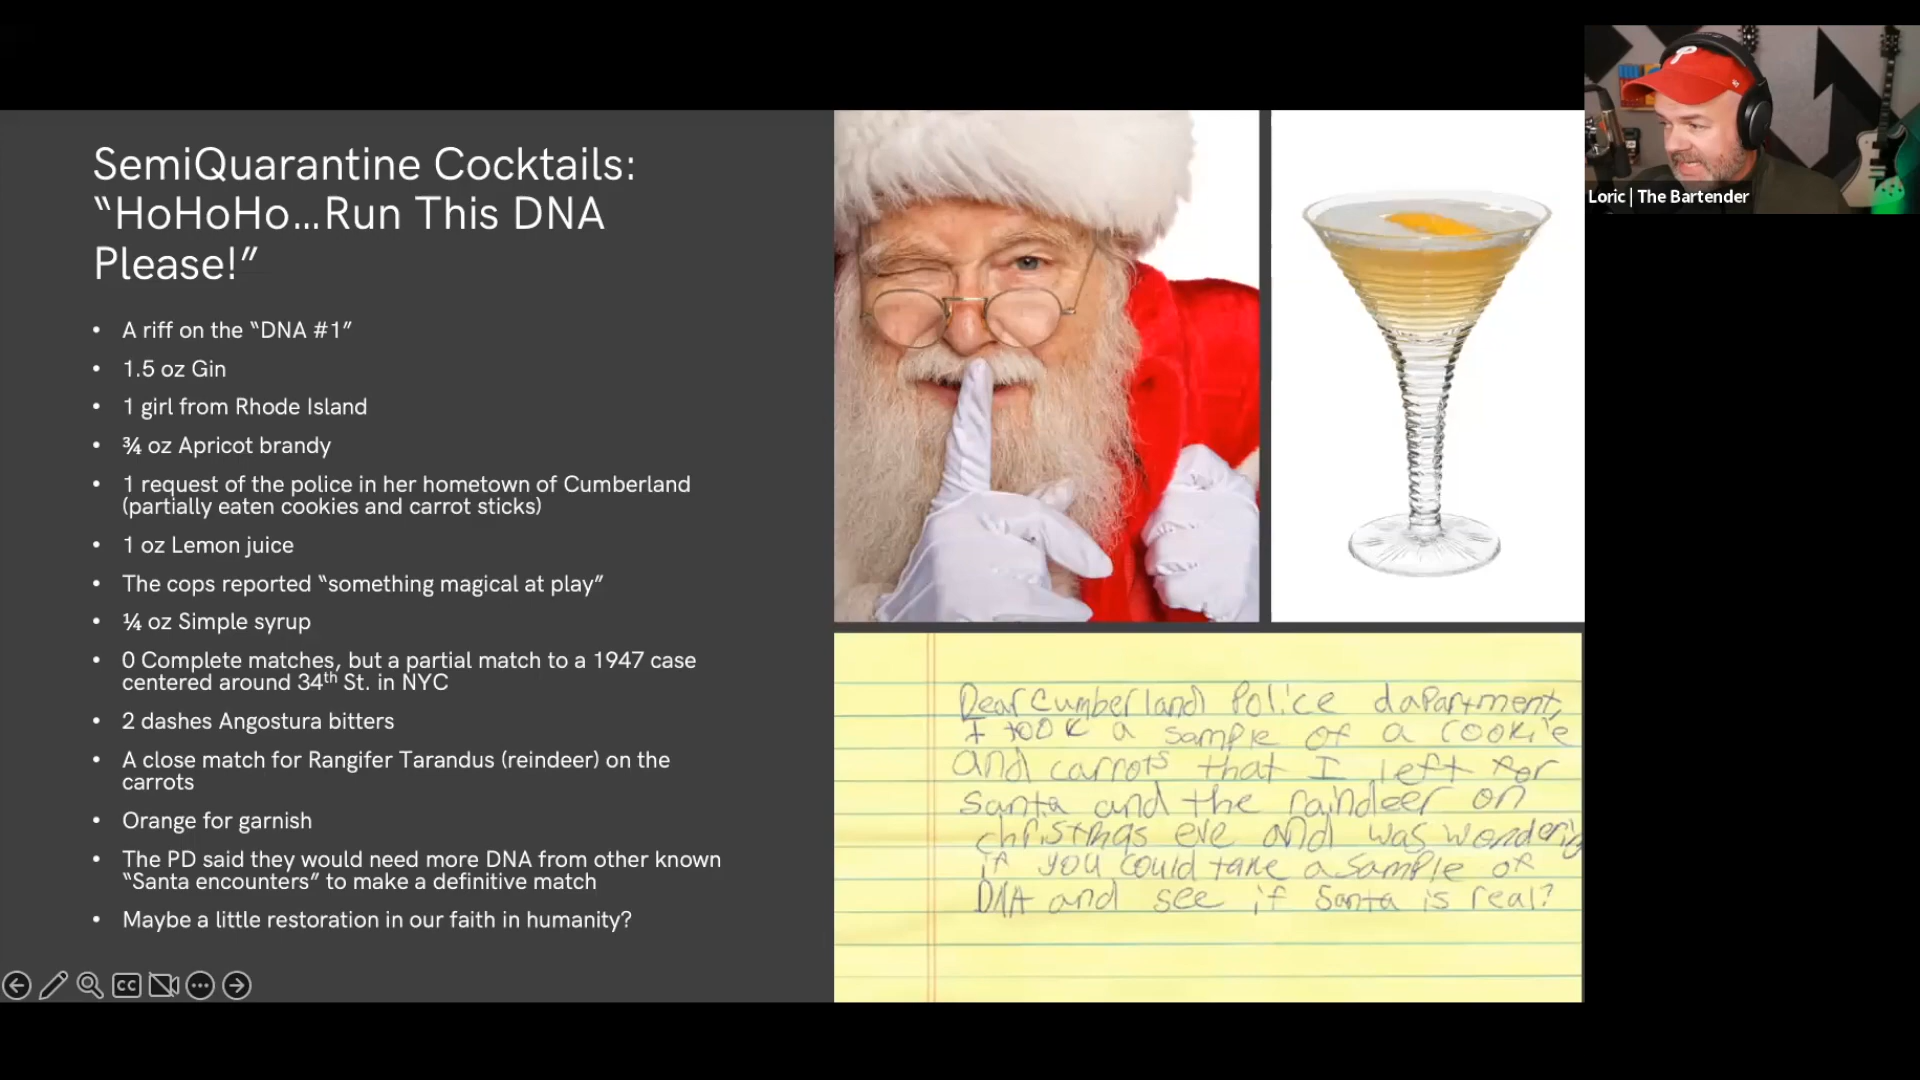 SemiQuarantine Cocktails:
“HoHoHo...Run This DNA
Please!”
• A riff on the “DNA #1”
• 1.5 oz Gin
• 1 girl from Rhode Island
• ¾ oz Apricot brandy
• 1 request of the police in her hometown of Cumberland
(partially eaten cookies and carrot sticks)
• 1 oz Lemon juice
• The cops reported “something magical at play”
• ¼ oz Simple syrup
• 0 Complete matches, but a partial match to a 1947 case
centered around 34th St. in NYC
• 2 dashes Angostura bitters
• A close match for Rangifer Tarandus (reindeer) on the
carrots
• Orange for garnish
• The PD said they would need more DNA from other known
“Santa encounters” to make a definitive match
• Maybe a little restoration in our faith in humanity?
CC
Dear Cumberland Police daPartment,
I took a sample of a cookie
and carrots that I left for
Santa and the raindeer on
christmas eve and was wondering
if you could take a sample of
DNA and see if Santa is real?
P
Loric | The Bartender